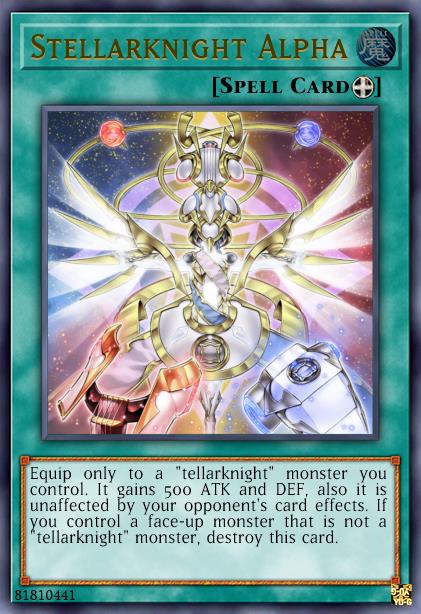 Stellarknight Alpha
魔
[Spell Card]
Equip only to a "tellarknight" monster you
control. It gains 500 ATK and DEF, also it is
unaffected by your opponent's card effects. If
you control a face-up monster that is not a
"tellarknight" monster, destroy this card.
81810441